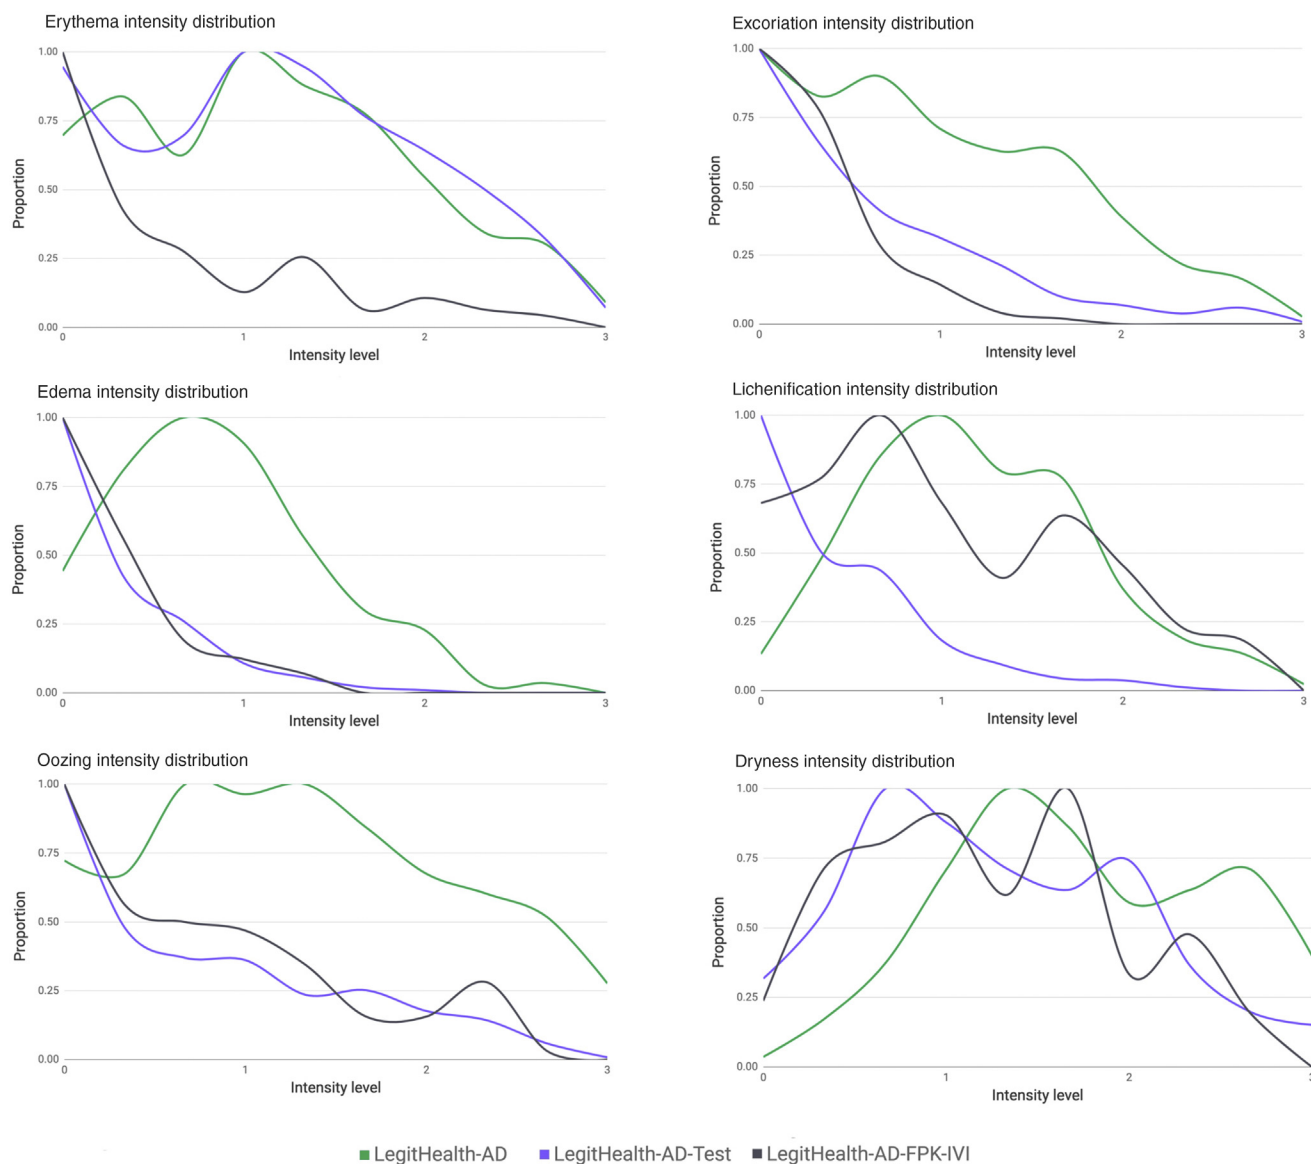 Erythema intensity distribution
1.00
0.75
0.50
0.25
0.00
Proportion
0 1 2 3
Intensity level
Excoriation intensity distribution
1.00
0.75
0.50
0.25
0.00
Proportion
0 1 2 3
Intensity level
Edema intensity distribution
1.00
0.75
0.50
0.25
0.00
Proportion
0 1 2 3
Intensity level
Lichenification intensity distribution
1.00
0.75
0.50
0.25
0.00
Proportion
0 1 2 3
Intensity level
Oozing intensity distribution
1.00
0.75
0.50
0.25
0.00
Proportion
0 1 2 3
Intensity level
Dryness intensity distribution
1.00
0.75
0.50
0.25
0.00
Proportion
0 1 2 3
Intensity level
LegitHealth-AD LegitHealth-AD-Test LegitHealth-AD-FPK-IVI